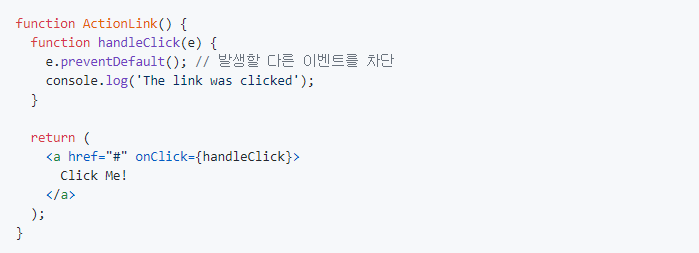 function ActionLink() {
  function handleClick(e) {
    e.preventDefault(); // 발생할 다른 이벤트를 차단
    console.log('The link was clicked');
  }

  return (
    <a href="#" onClick={handleClick}>
      Click Me!
    </a>
  );
}